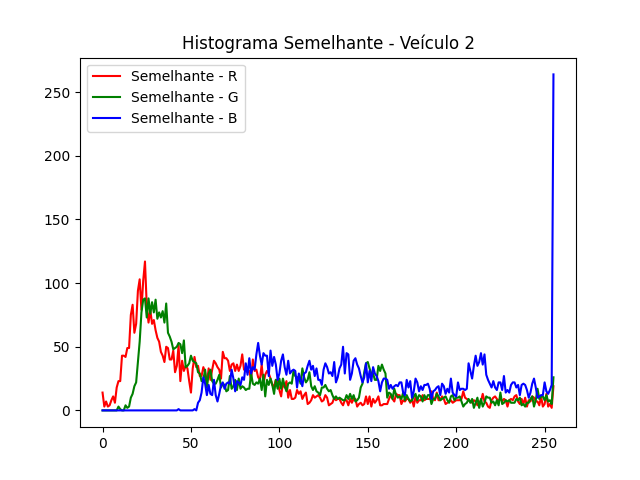 Histograma Semelhante - Veículo 2
Semelhante - R
Semelhante - G
Semelhante - B
250
200
150
100
50
0
0 50 100 150 200 250